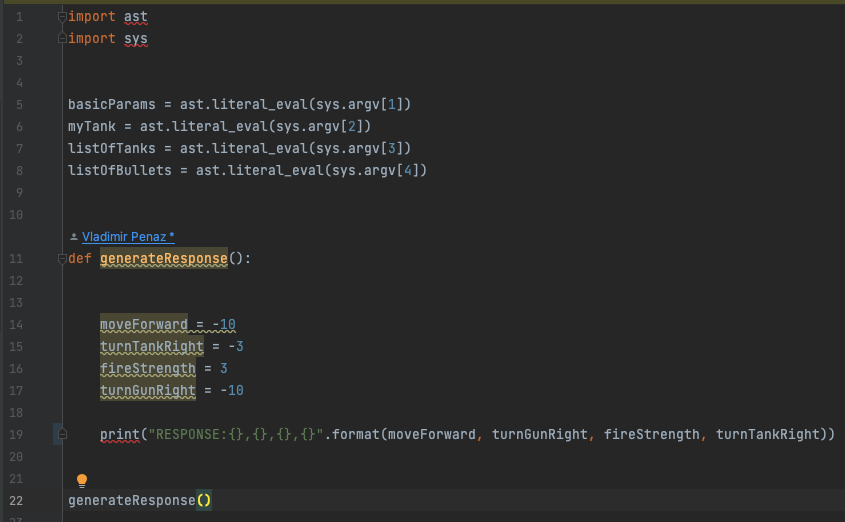 1 import ast
2 import sys
3
4
5 basicParams = ast.literal_eval(sys.argv[1])
6 myTank = ast.literal_eval(sys.argv[2])
7 listOfTanks = ast.literal_eval(sys.argv[3])
8 listOfBullets = ast.literal_eval(sys.argv[4])
9
10
Vladimir Penaz *
11 def generateResponse():
12
13
14     moveForward = -10
15     turnTankRight = -3
16     fireStrength = 3
17     turnGunRight = -10
18
19     print("RESPONSE:{},{},{},{}".format(moveForward, turnGunRight, fireStrength, turnTankRight))
20
21
22 generateResponse()
23